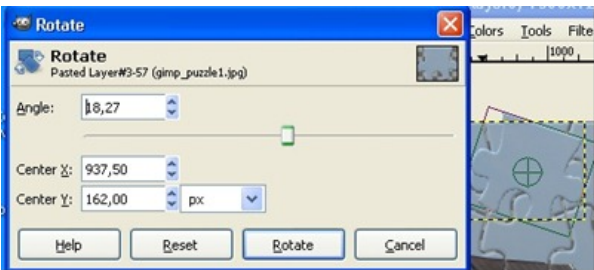 Rotate
Rotate
Pasted Layer#3-57 (gimp_puzzle1.jpg)
Angle: 18,27
Center X: 937,50
Center Y: 162,00 px
Help Reset Rotate Cancel
Colors Tools
1000